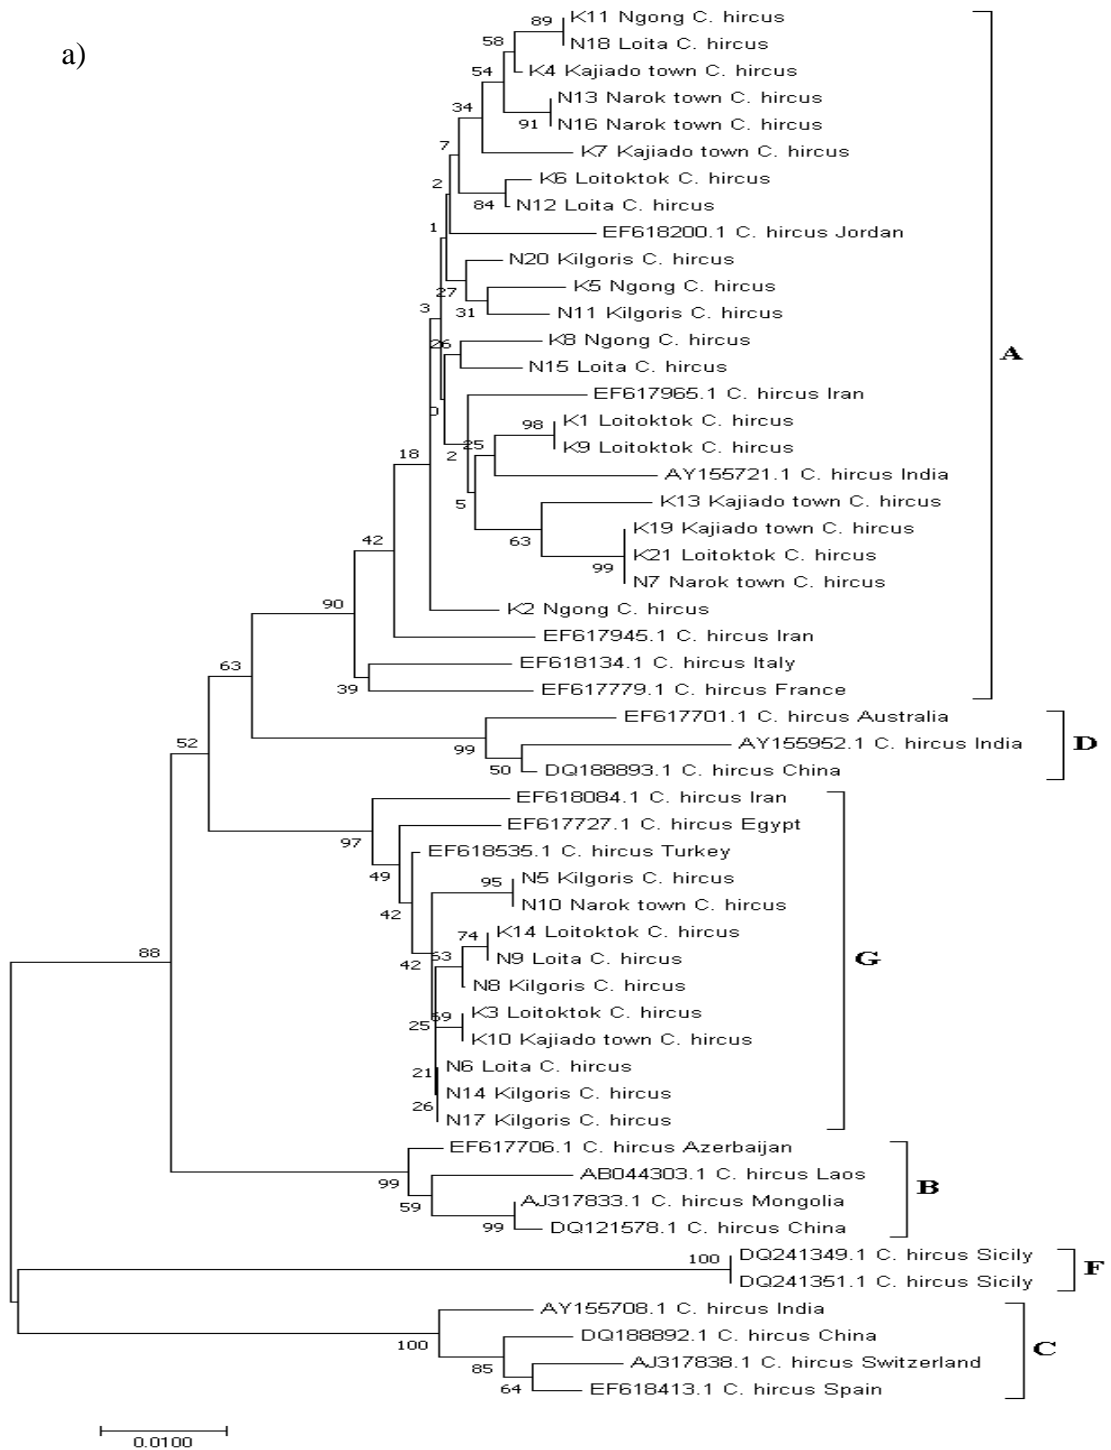 a)
89 K11 Ngong C. hircus
N18 Loita C. hircus
58
K4 Kajiado town C. hircus
54
N13 Narok town C. hircus
91 N16 Narok town C. hircus
34
K7 Kajiado town C. hircus
7
K6 Loitoktok C. hircus
2
84 N12 Loita C. hircus
1
EF618200.1 C. hircus Jordan
N20 Kilgoris C. hircus
27
K5 Ngong C. hircus
3
31 N11 Kilgoris C. hircus
26
K8 Ngong C. hircus
A
N15 Loita C. hircus
EF617965.1 C. hircus Iran
0
98 K1 Loitoktok C. hircus
K9 Loitoktok C. hircus
18
2
25
AY155721.1 C. hircus India
5
K13 Kajiado town C. hircus
K19 Kajiado town C. hircus
42
63
K21 Loitoktok C. hircus
99
N7 Narok town C. hircus
90
K2 Ngong C. hircus
EF617945.1 C. hircus Iran
63
EF618134.1 C. hircus Italy
39
EF617779.1 C. hircus France
EF617701.1 C. hircus Australia
52
99
AY155952.1 C. hircus India
D
50 DQ188893.1 C. hircus China
EF618084.1 C. hircus Iran
EF617727.1 C. hircus Egypt
97
EF618535.1 C. hircus Turkey
49
95 N5 Kilgoris C. hircus
N10 Narok town C. hircus
42
74 K14 Loitoktok C. hircus
88
42
63
N9 Loita C. hircus
G
N8 Kilgoris C. hircus
69
K3 Loitoktok C. hircus
25
K10 Kajiado town C. hircus
21
N6 Loita C. hircus
N14 Kilgoris C. hircus
26
N17 Kilgoris C. hircus
EF617706.1 C. hircus Azerbaijan
99
AB044303.1 C. hircus Laos
B
59
AJ317833.1 C. hircus Mongolia
99 DQ121578.1 C. hircus China
100 DQ241349.1 C. hircus Sicily
F
DQ241351.1 C. hircus Sicily
AY155708.1 C. hircus India
DQ188892.1 C. hircus China
100
C
85
AJ317838.1 C. hircus Switzerland
64 EF618413.1 C. hircus Spain
0.0100